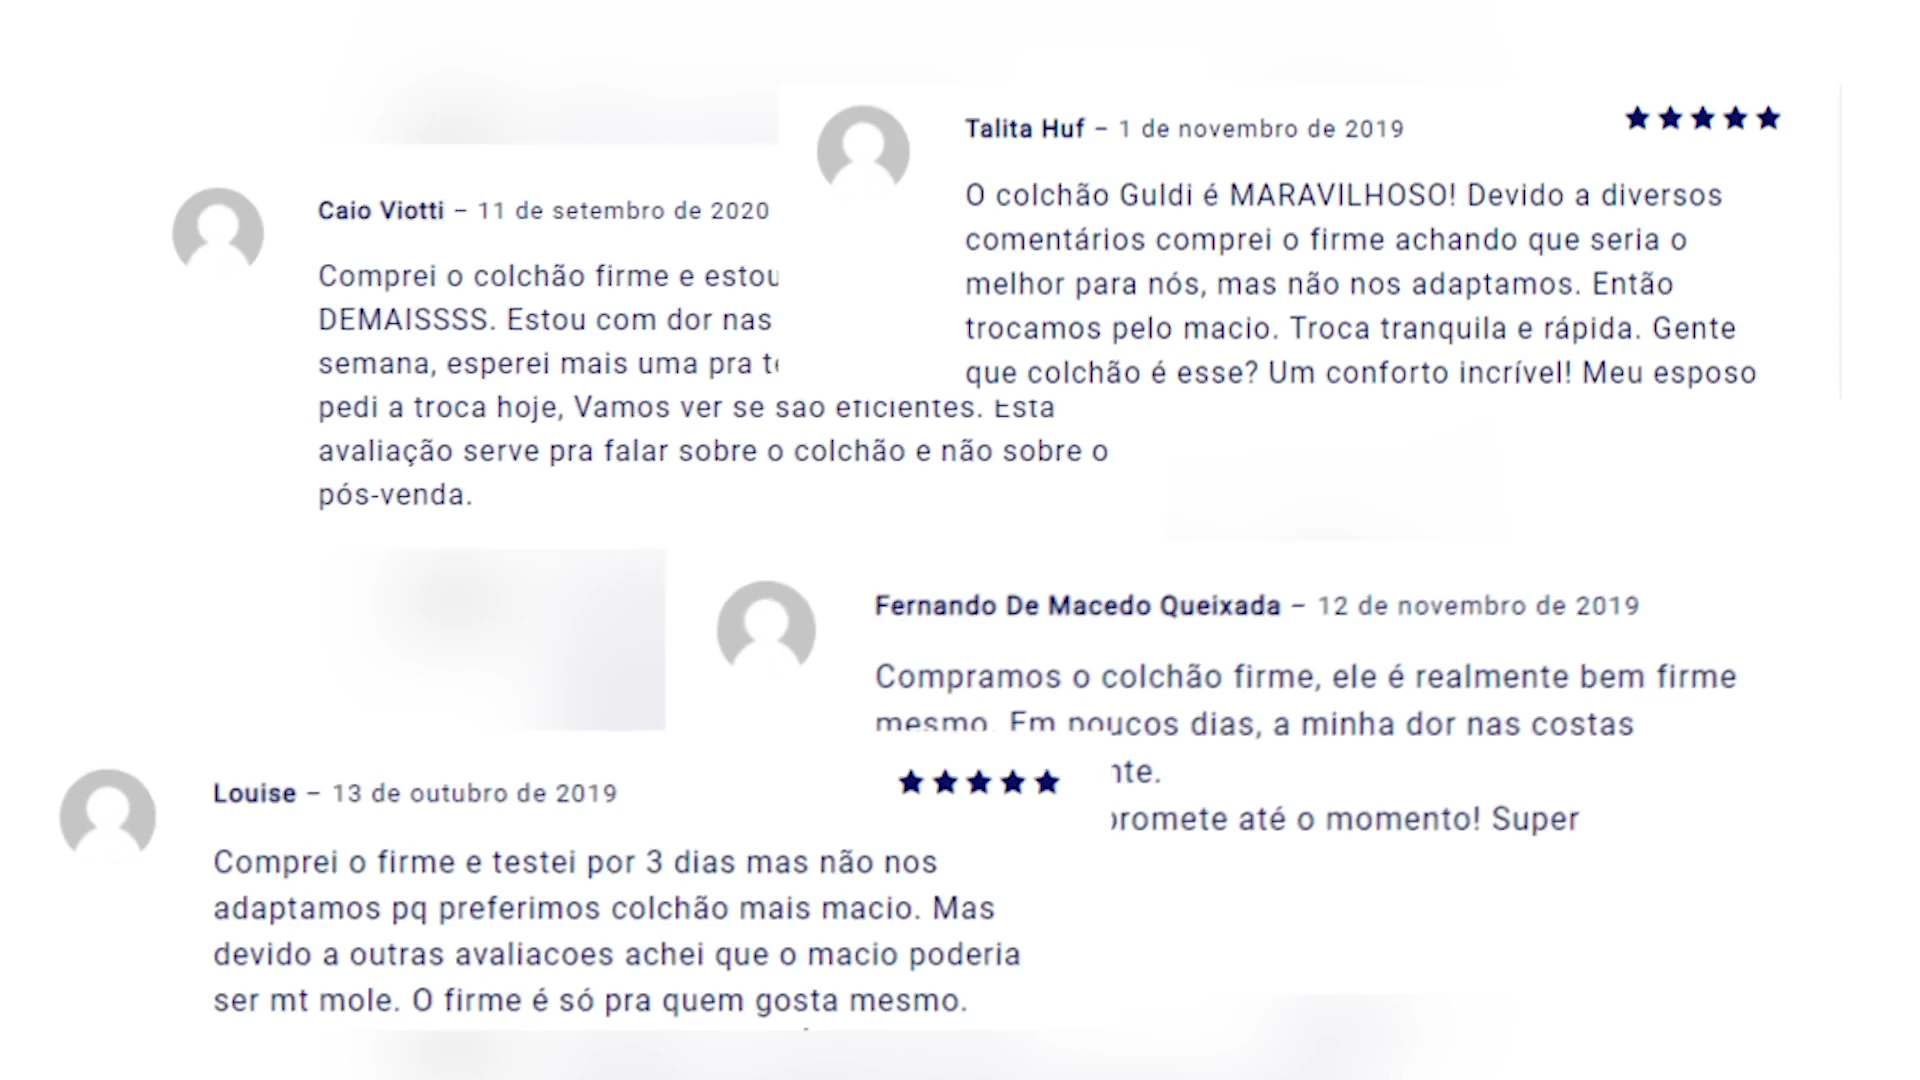 Talita Huf – 1 de novembro de 2019
O colchão Guldi é MARAVILHOSO! Devido a diversos
comentários comprei o firme achando que seria o
melhor para nós, mas não nos adaptamos. Então
trocamos pelo macio. Troca tranquila e rápida. Gente
que colchão é esse? Um conforto incrível! Meu esposo
Caio Viotti – 11 de setembro de 2020
Comprei o colchão firme e estou
DEMAISSSS. Estou com dor nas
semana, esperei mais uma pra
pedi a troca hoje, Vamos ver se são eficientes. Esta
avaliação serve pra falar sobre o colchão e não sobre o
pós-venda.
Fernando De Macedo Queixada – 12 de novembro de 2019
Compramos o colchão firme, ele é realmente bem firme
mesmo. Em poucos dias, a minha dor nas costas
até o momento! Super
Louise – 13 de outubro de 2019
Comprei o firme e testei por 3 dias mas não nos
adaptamos pq preferimos colchão mais macio. Mas
devido a outras avaliacoes achei que o macio poderia
ser mt mole. O firme é só pra quem gosta mesmo.